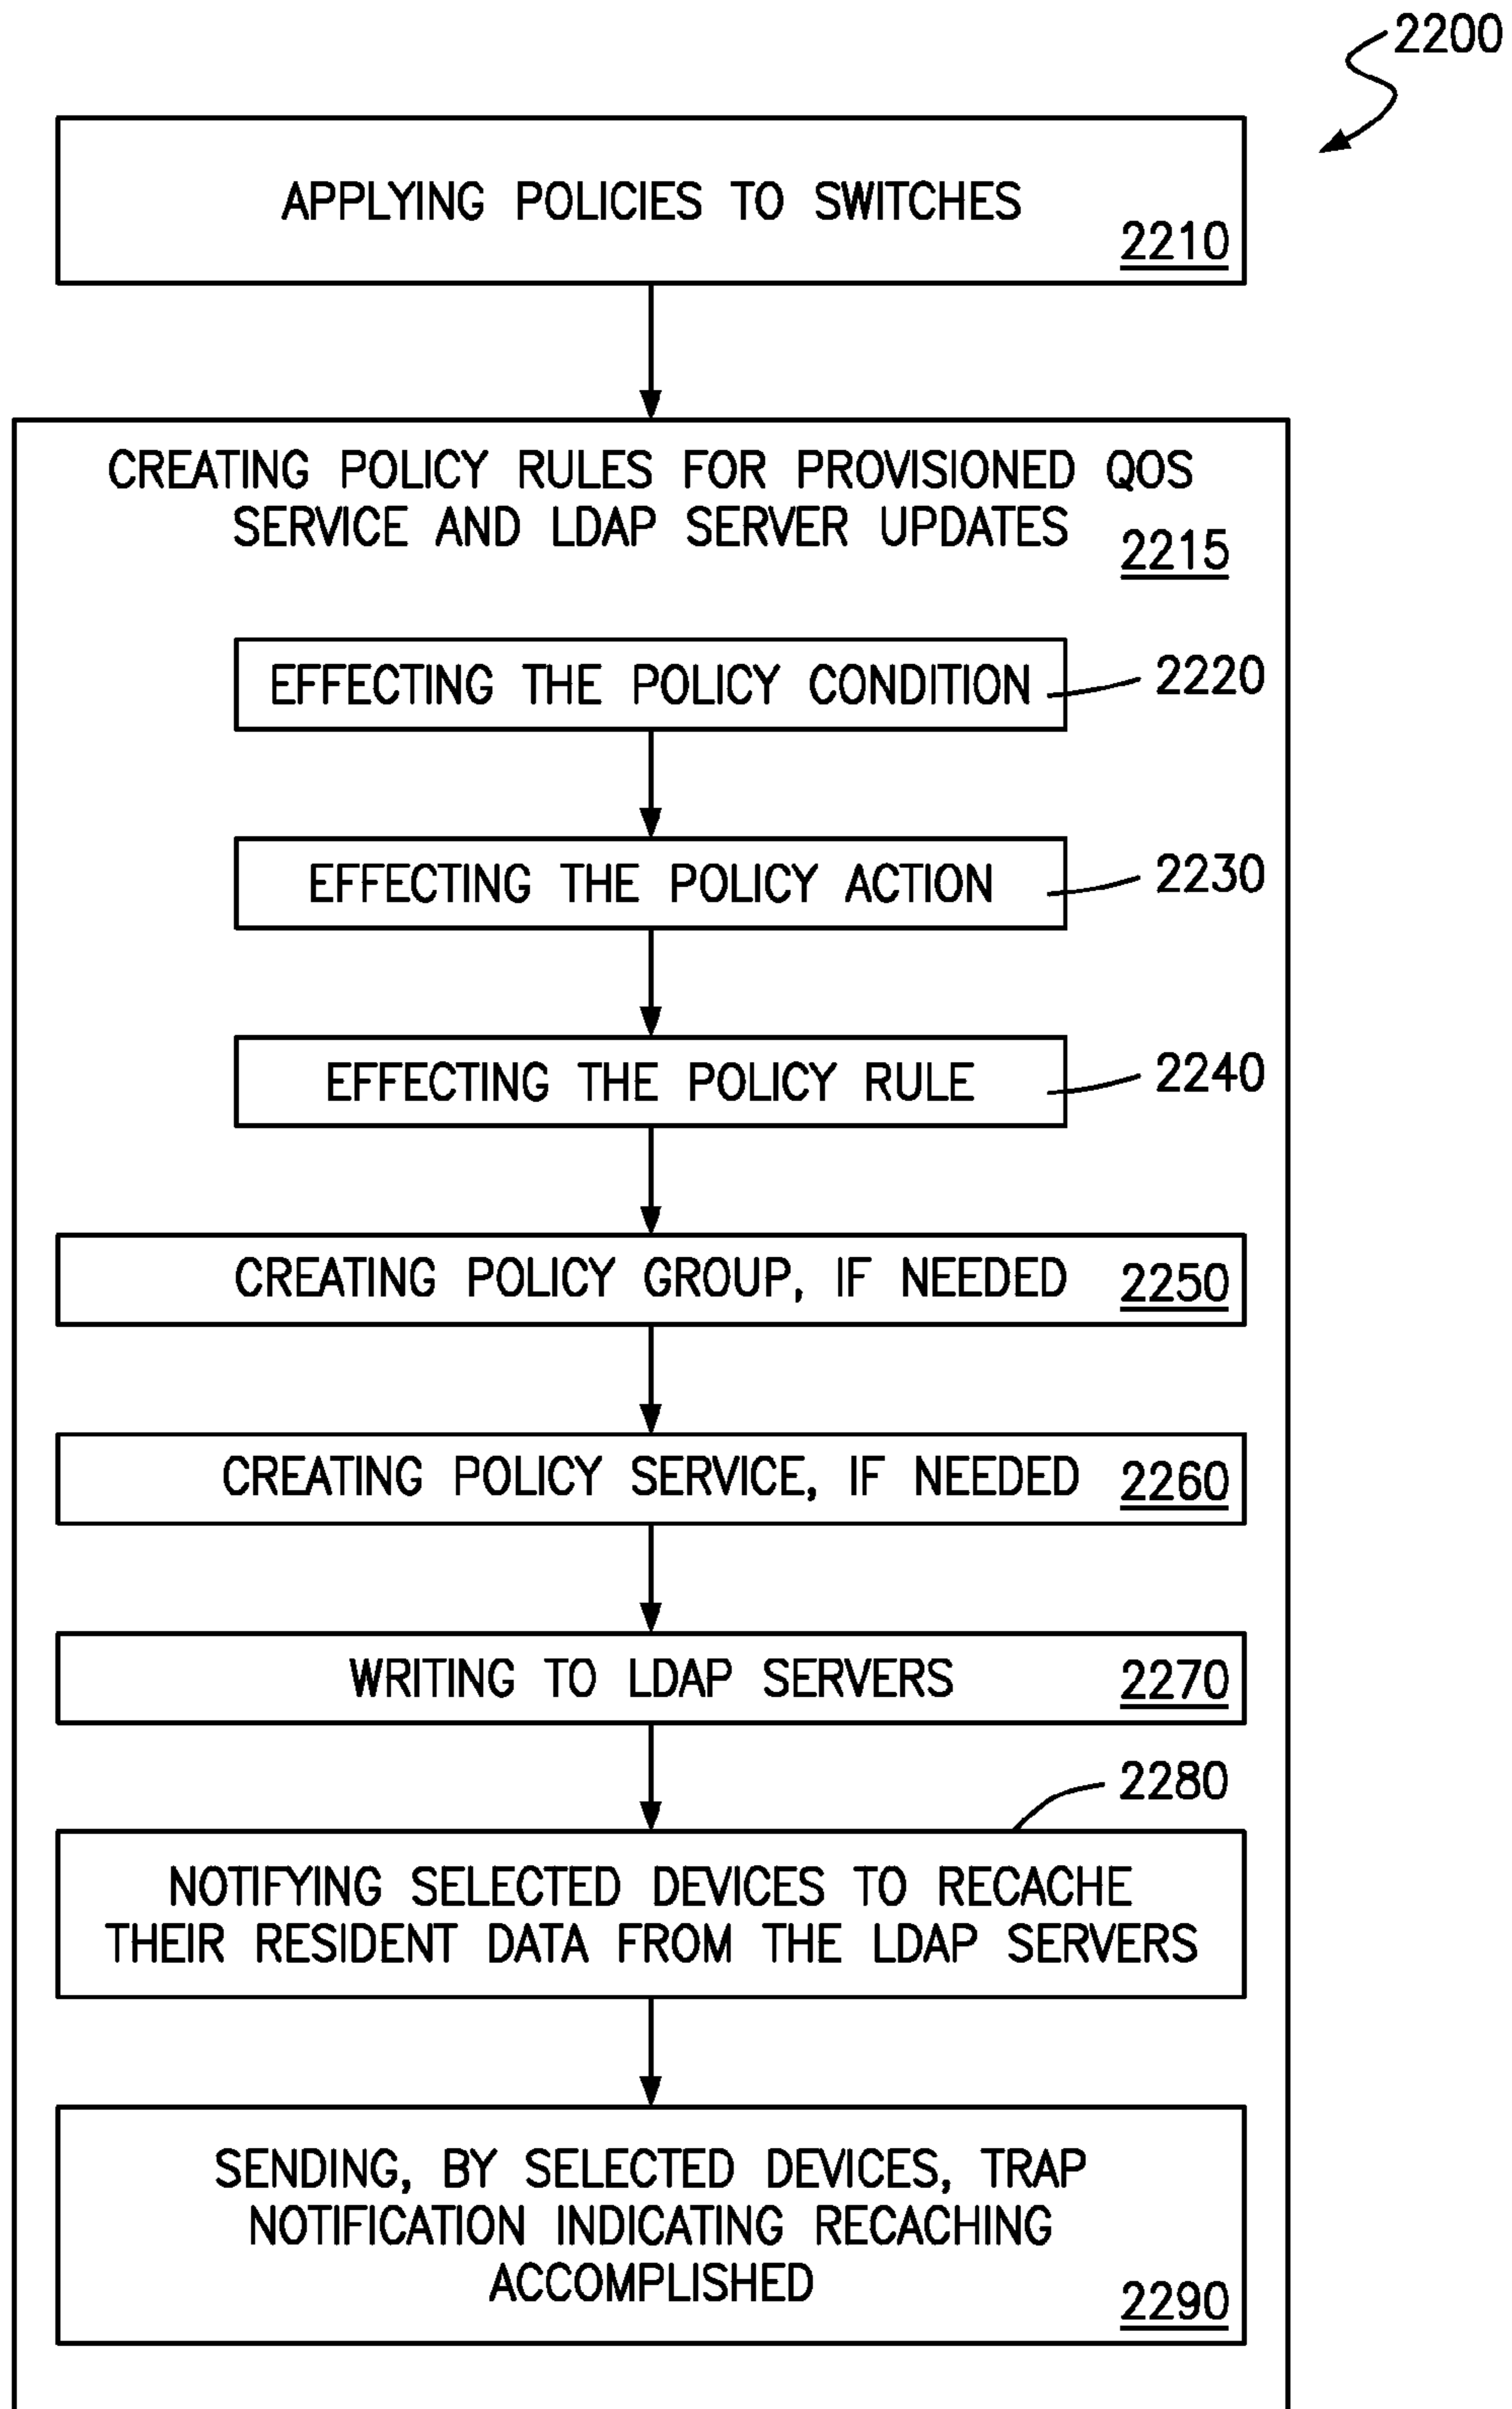 2200
APPLYING POLICIES TO SWITCHES
2210
CREATING POLICY RULES FOR PROVISIONED QOS
SERVICE AND LDAP SERVER UPDATES
2215
EFFECTING THE POLICY CONDITION
2220
EFFECTING THE POLICY ACTION
2230
EFFECTING THE POLICY RULE
2240
CREATING POLICY GROUP, IF NEEDED
2250
CREATING POLICY SERVICE, IF NEEDED
2260
WRITING TO LDAP SERVERS
2270
2280
NOTIFYING SELECTED DEVICES TO RECACHE
THEIR RESIDENT DATA FROM THE LDAP SERVERS
SENDING, BY SELECTED DEVICES, TRAP
NOTIFICATION INDICATING RECACHING
ACCOMPLISHED
2290